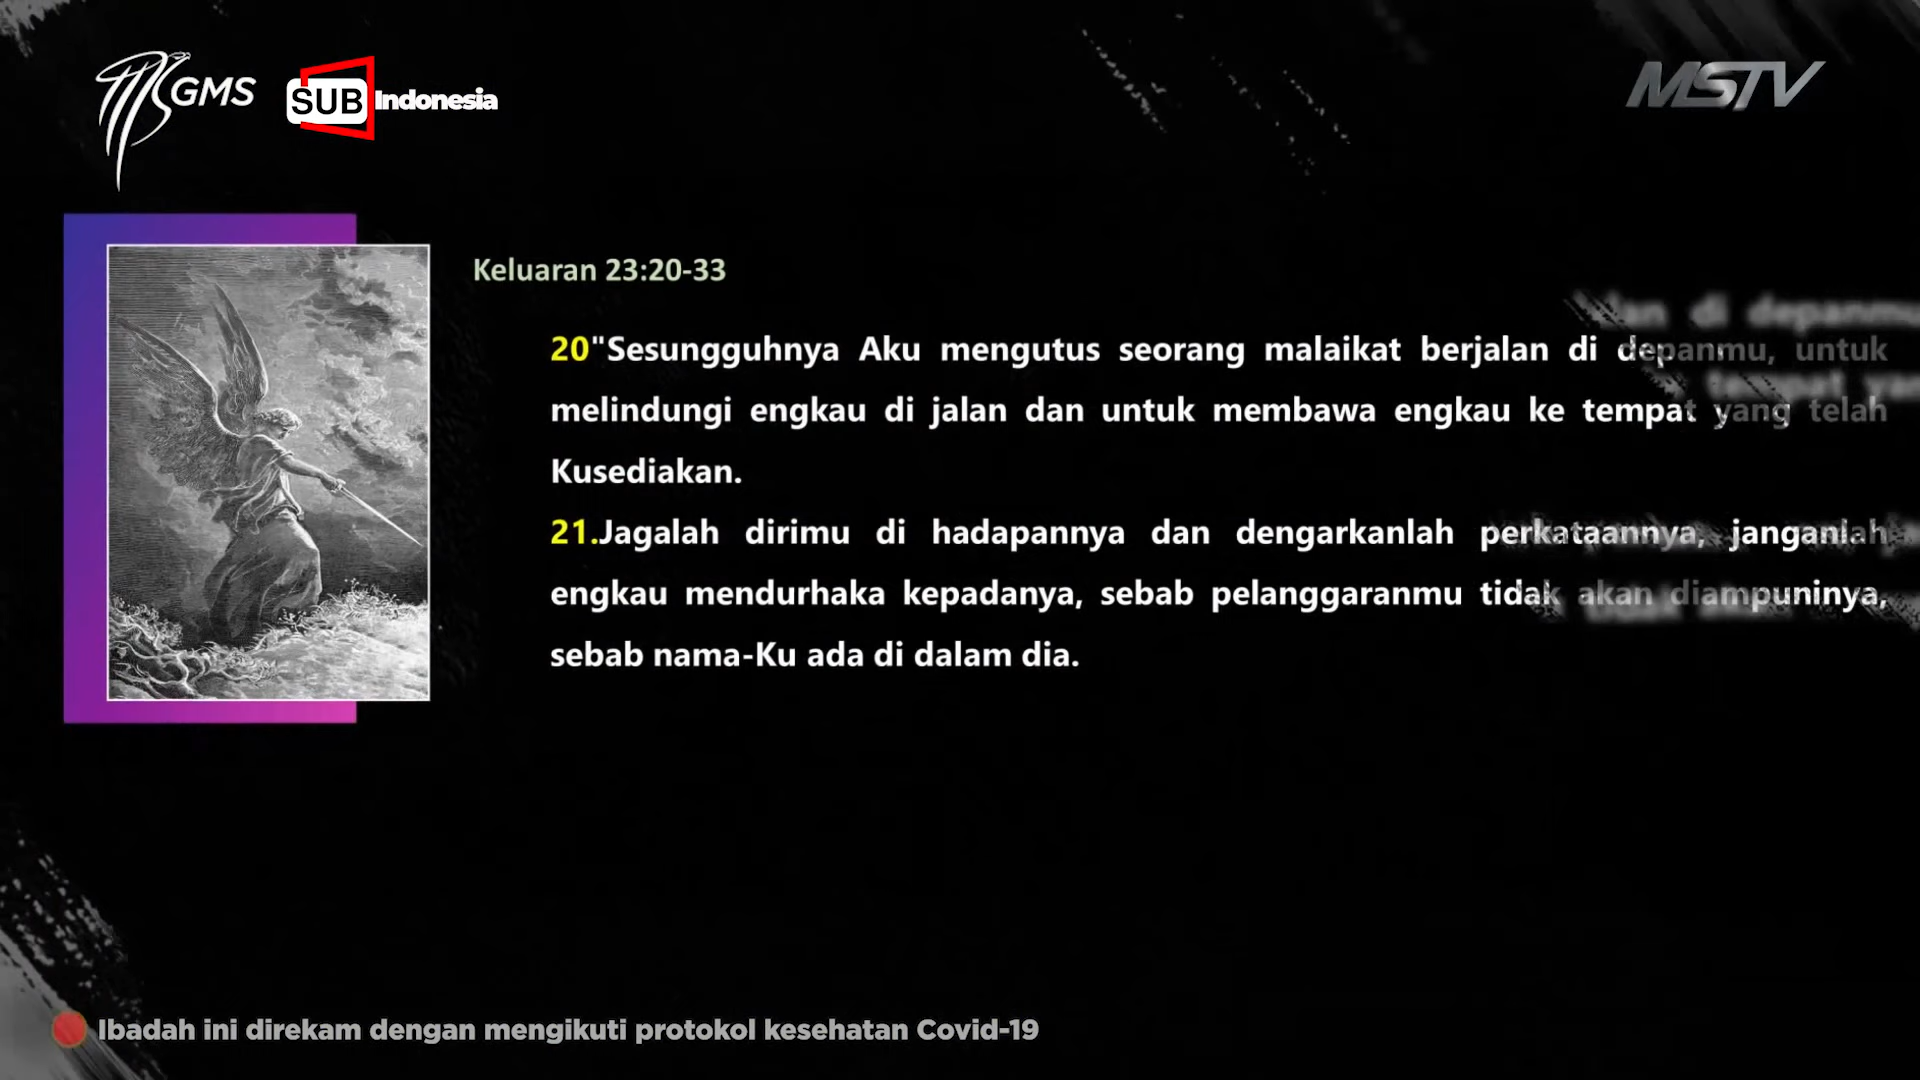 GMS
SUB Indonesia
MSTV
Keluaran 23:20-33
20"Sesungguhnya Aku mengutus seorang malaikat berjalan di depanmu, untuk
melindungi engkau di jalan dan untuk membawa engkau ke tempat yang telah
Kusediakan.
21.Jagalah dirimu di hadapannya dan dengarkanlah perkataannya, janganlah
engkau mendurhaka kepadanya, sebab pelanggaranmu tidak akan diampuninya,
sebab nama-Ku ada di dalam dia.
Ibadah ini direkam dengan mengikuti protokol kesehatan Covid-19